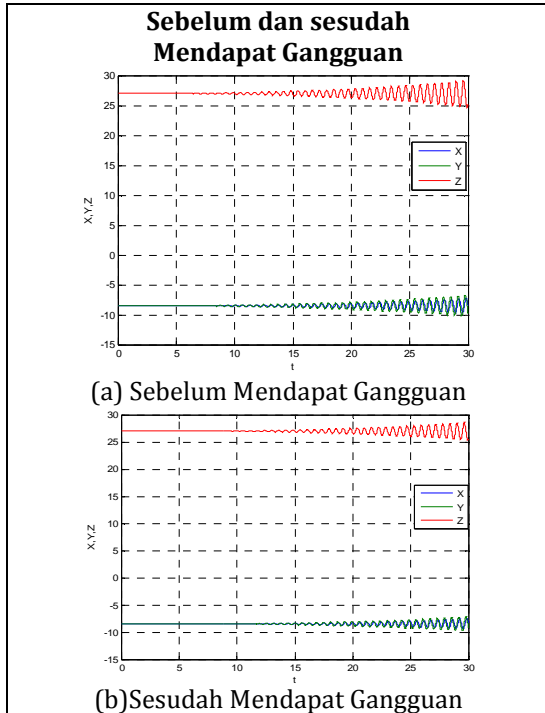 Sebelum dan sesudah
Mendapat Gangguan
30
25
20
15
10
5
0
-5
-10
-15
X,Y,Z
X
Y
Z
0 5 10 15 20 25 30
t
(a) Sebelum Mendapat Gangguan
30
25
20
15
10
5
0
-5
-10
-15
X,Y,Z
X
Y
Z
0 5 10 15 20 25 30
t
(b)Sesudah Mendapat Gangguan